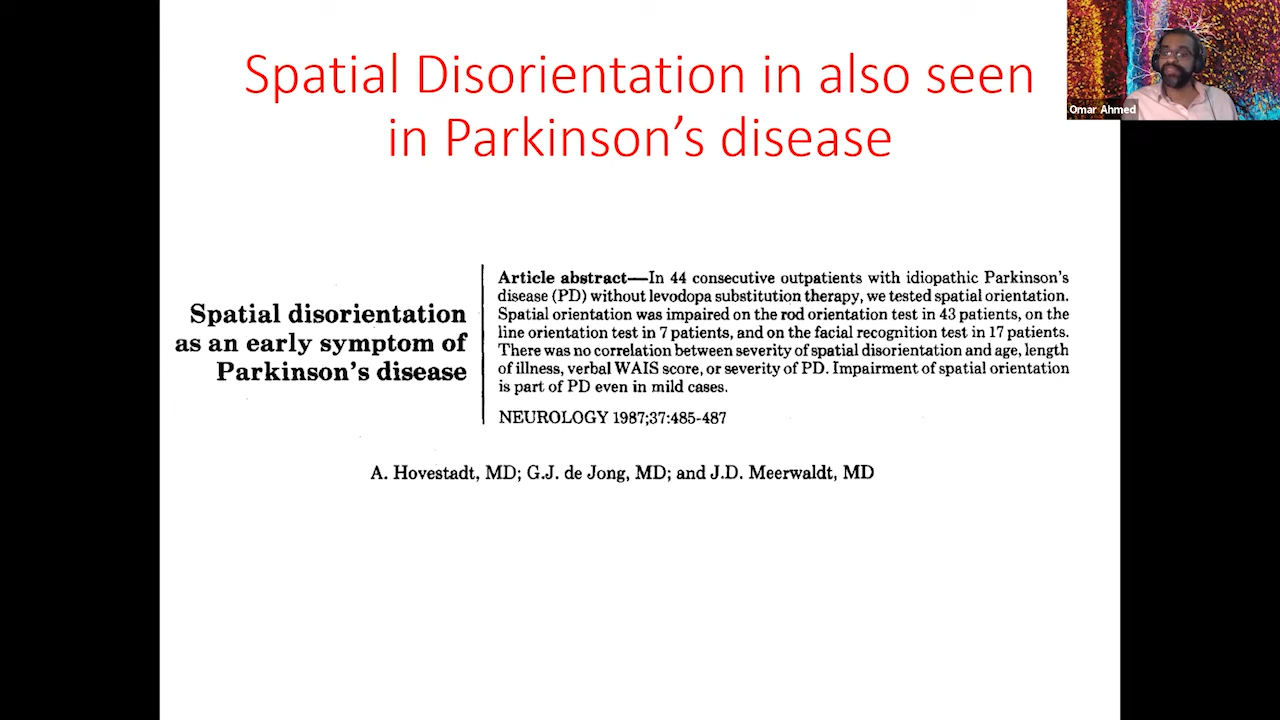 Spatial Disorientation in also seen
in Parkinson's disease
Omar Ahmed
Spatial disorientation
as an early symptom of
Parkinson's disease
Article abstract—In 44 consecutive outpatients with idiopathic Parkinson's
disease (PD) without levodopa substitution therapy, we tested spatial orientation.
Spatial orientation was impaired on the rod orientation test in 43 patients, on the
line orientation test in 7 patients, and on the facial recognition test in 17 patients.
There was no correlation between severity of spatial disorientation and age, length
of illness, verbal WAIS score, or severity of PD. Impairment of spatial orientation
is part of PD even in mild cases.
NEUROLOGY 1987;37:485-487
A. Hovestadt, MD; G.J. de Jong, MD; and J.D. Meerwaldt, MD